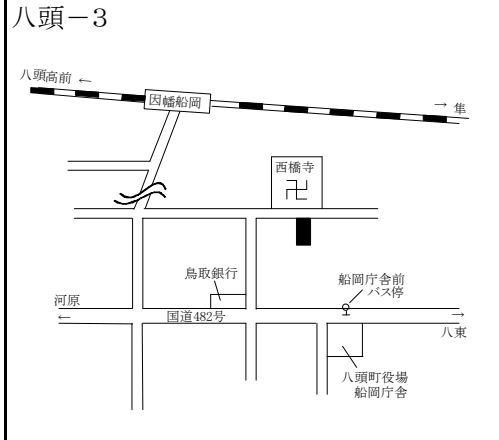 八頭－3
八頭高前 ←
因幡船岡
→ 隼
西橋寺
卍
鳥取銀行
船岡庁舎前
バス停
河原
←
国道482号
→
八東
八頭町役場
船岡庁舎